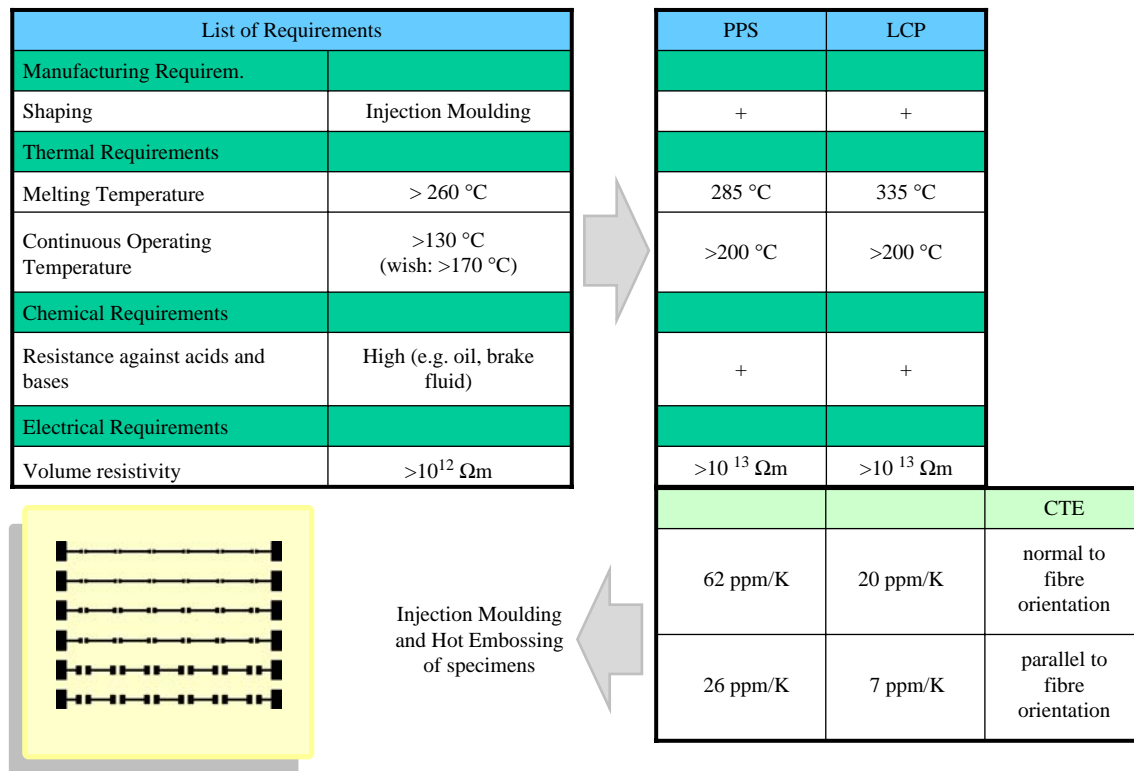 List of Requirements
PPS LCP
Manufacturing Requirem.
Shaping Injection Moulding + +
Thermal Requirements
Melting Temperature > 260 °C 285 °C 335 °C
Continuous Operating
Temperature
>130 °C
(wish: >170 °C)
>200 °C >200 °C
Chemical Requirements
Resistance against acids and
bases
High (e.g. oil, brake
fluid)
+ +
Electrical Requirements
Volume resistivity >10¹² Ωm >10 ¹³ Ωm >10 ¹³ Ωm
CTE
62 ppm/K 20 ppm/K
normal to
fibre
orientation
26 ppm/K 7 ppm/K
parallel to
fibre
orientation
Injection Moulding
and Hot Embossing
of specimens